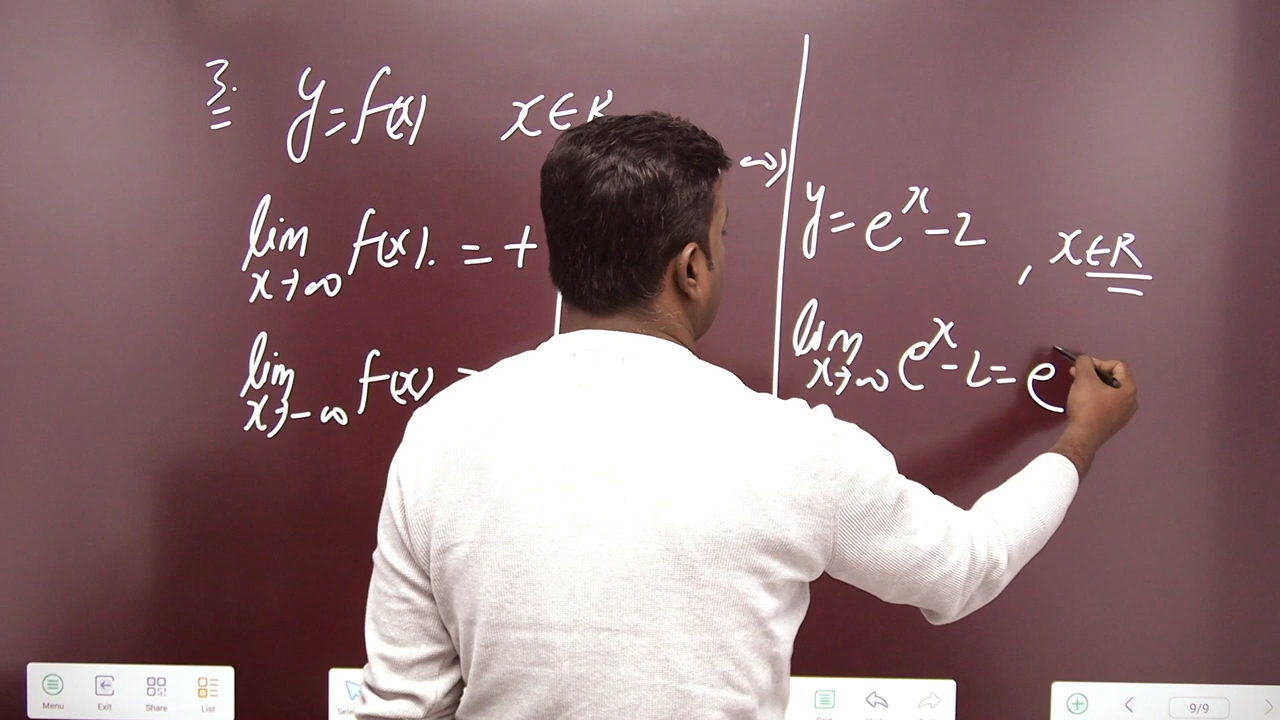 3. y = f(x) x ∈ R
lim x→∞ f(x). = +
lim x→-∞ f(x) =
∞)
y = e^x - 2 , x ∈ R
lim x→∞ e^x - 2 = e
Menu Exit Share List
9/9